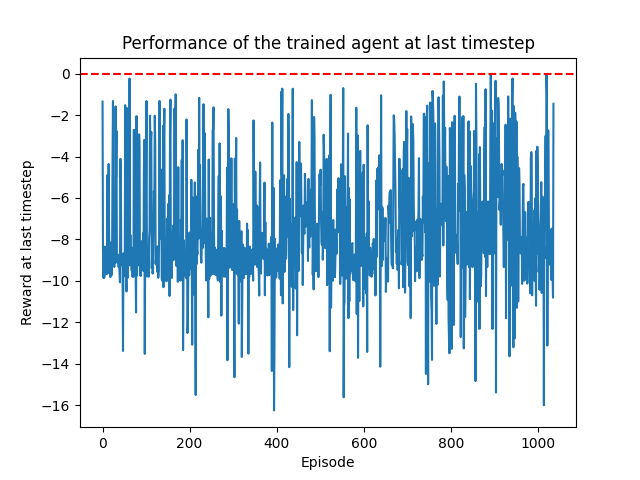 Performance of the trained agent at last timestep
0
−2
−4
−6
−8
−10
−12
−14
−16
Reward at last timestep
0 200 400 600 800 1000
Episode